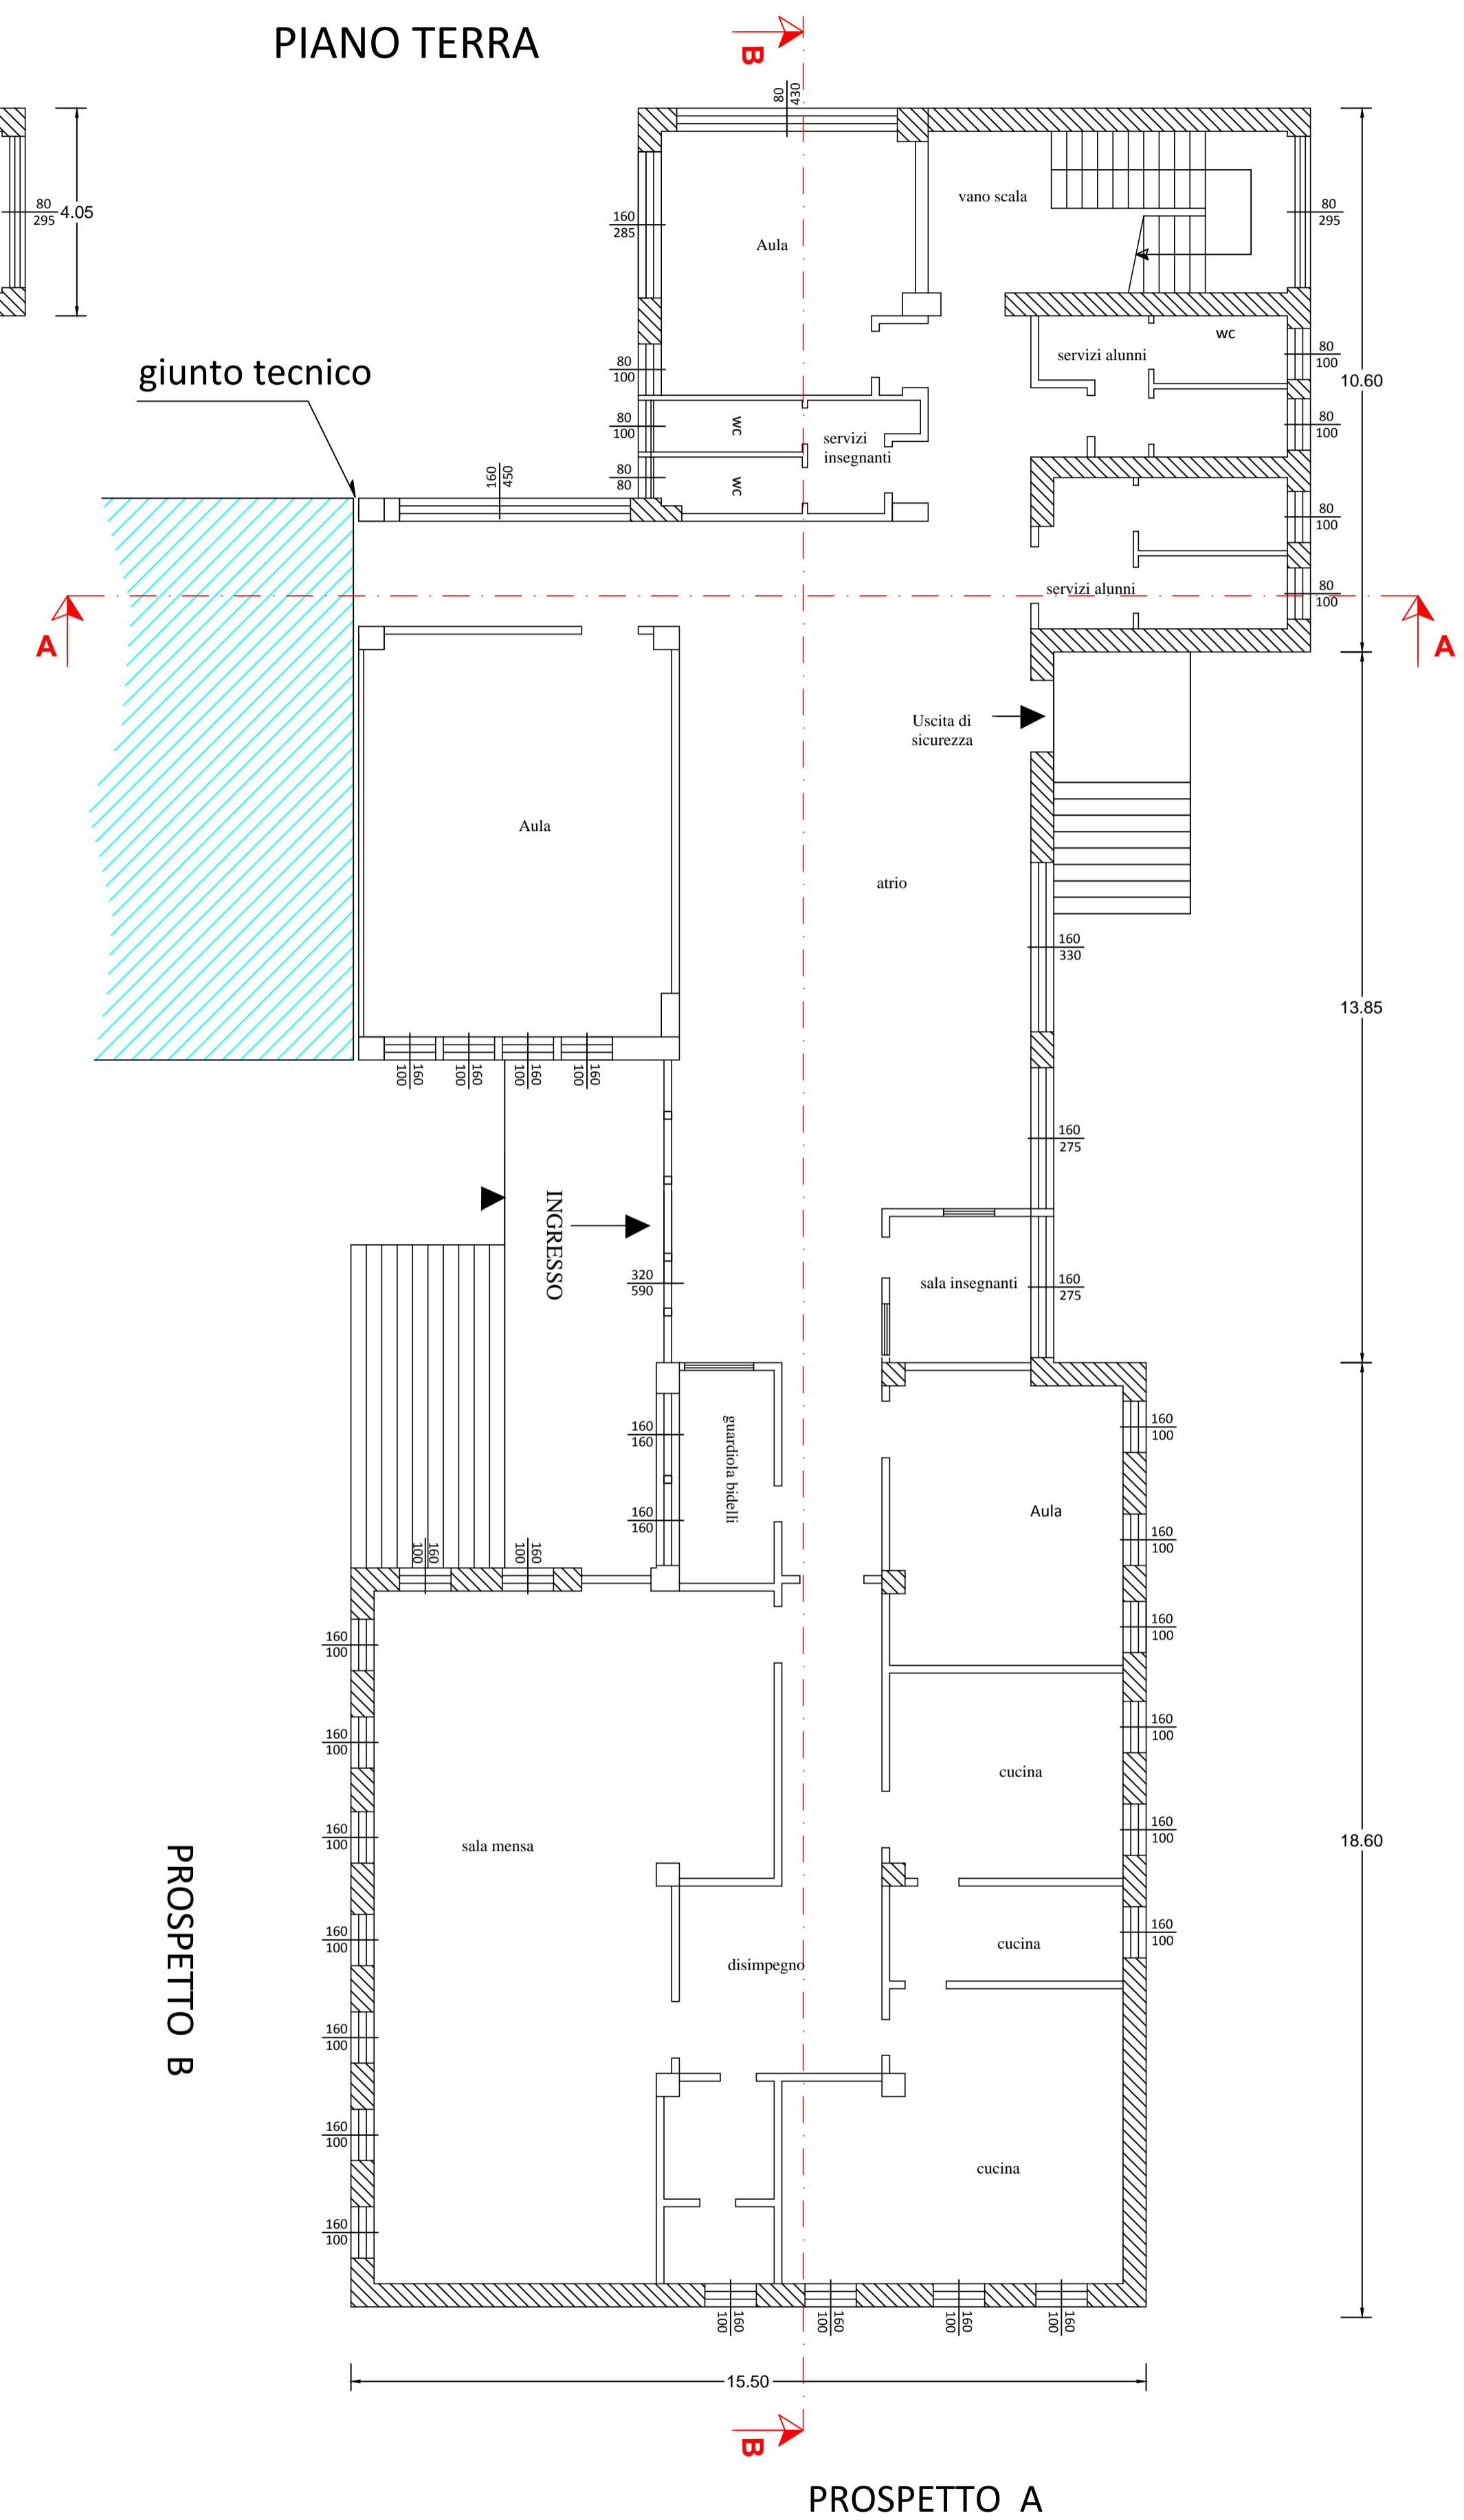 PIANO TERRA
B
80
430
80
295
4.05
160
285
Aula
vano scala
80
295
giunto tecnico
80
100
servizi alunni
wc
80
100
10.60
80
100
wc
servizi
insegnanti
80
100
160
450
80
80
wc
80
100
servizi alunni
80
100
A
A
Uscita di
sicurezza
Aula
atrio
160
330
13.85
160
100
160
100
160
100
160
100
160
275
INGRESSO
320
590
sala insegnanti
160
275
160
160
guardiola bidelli
160
100
160
160
Aula
160
100
160
100
160
100
160
100
160
100
160
100
cucina
160
100
160
100
sala mensa
160
100
18.60
PROSPETTO B
160
100
disimpegno
cucina
160
100
160
100
160
100
cucina
160
100
160
100
160
100
160
100
160
100
15.50
B
PROSPETTO A